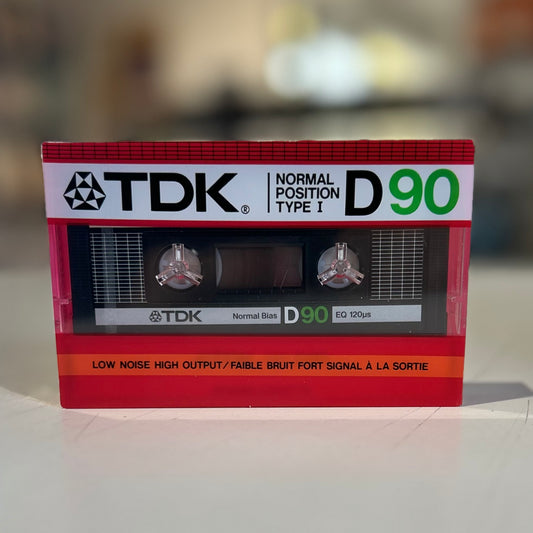 TDK®
NORMAL
POSITION
TYPE I
D90
TDK Normal Bias D90 EQ 120µs
LOW NOISE HIGH OUTPUT/FAIBLE BRUIT FORT SIGNAL À LA SORTIE